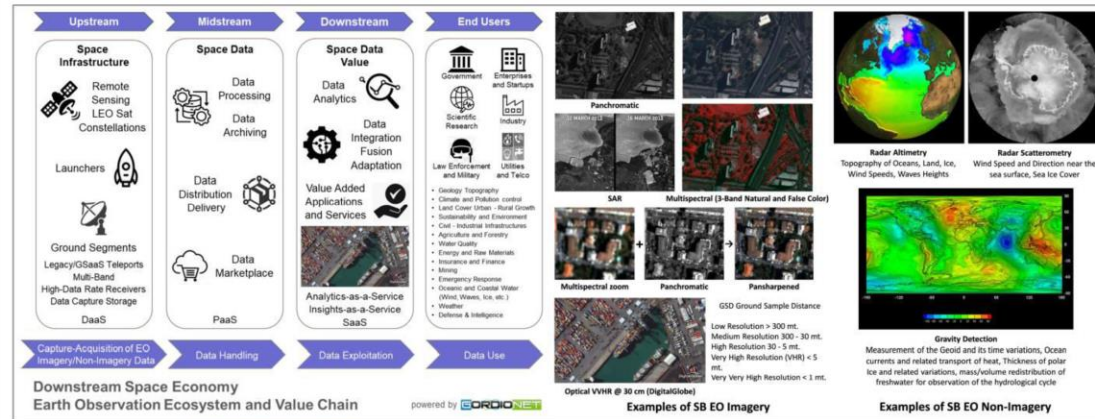 Upstream
Space
Infrastructure
Remote
Sensing
LEO Sat
Constellations
Launchers
Ground Segments
Legacy/GSaaS Teleports
Multi-Band
High-Data Rate Receivers
Data Capture Storage
DaaS
Capture-Acquisition of EO
Imagery/Non-Imagery Data
Midstream
Space Data
Data
Processing
Data
Archiving
Data
Distribution
Delivery
Data
Marketplace
PaaS
Data Handling
Downstream
Space Data
Value
Data
Analytics
Data
Integration
Fusion
Adaptation
Value Added
Applications
and Services
Analytics-as-a-Service
Insights-as-a-Service
SaaS
Data Exploitation
End Users
Government
Enterprises
and Startups
Scientific
Research
Industry
Law Enforcement
and Military
Utilities
and Telco
• Geology Topography
• Climate and Pollution control
• Land Cover Urban - Rural Growth
• Sustainability and Environment
• Civil - Industrial Infrastructures
• Agriculture and Forestry
• Water Quality
• Energy and Raw Materials
• Insurance and Finance
• Mining
• Emergency Response
• Oceanic and Coastal Water
(Wind, Waves, Ice, etc.)
• Weather
• Defense & Intelligence
Data Use
Downstream Space Economy
Earth Observation Ecosystem and Value Chain
powered by GORDIONET
Panchromatic
MARCH 2015
MARCH 2015
SAR
Multispectral (3-Band Natural and False Color)
+
Multispectral zoom
Panchromatic
Pansharpened
GSD Ground Sample Distance
Low Resolution > 300 mt.
Medium Resolution 300 - 30 mt.
High Resolution 30 - 5 mt.
Very High Resolution (VHR) < 5
mt.
Very Very High Resolution < 1 mt.
Optical VVHR @ 30 cm (DigitalGlobe)
Examples of SB EO Imagery
Radar Altimetry
Topography of Oceans, Land, Ice,
Wind Speeds, Waves Heights
Radar Scatterometry
Wind Speed and Direction near the
sea surface, Sea Ice Cover
Gravity Detection
Measurement of the Geoid and its time variations, Ocean
currents and related transport of heat, Thickness of polar
Ice and related variations, mass/volume redistribution of
freshwater for observation of the hydrological cycle
Examples of SB EO Non-Imagery